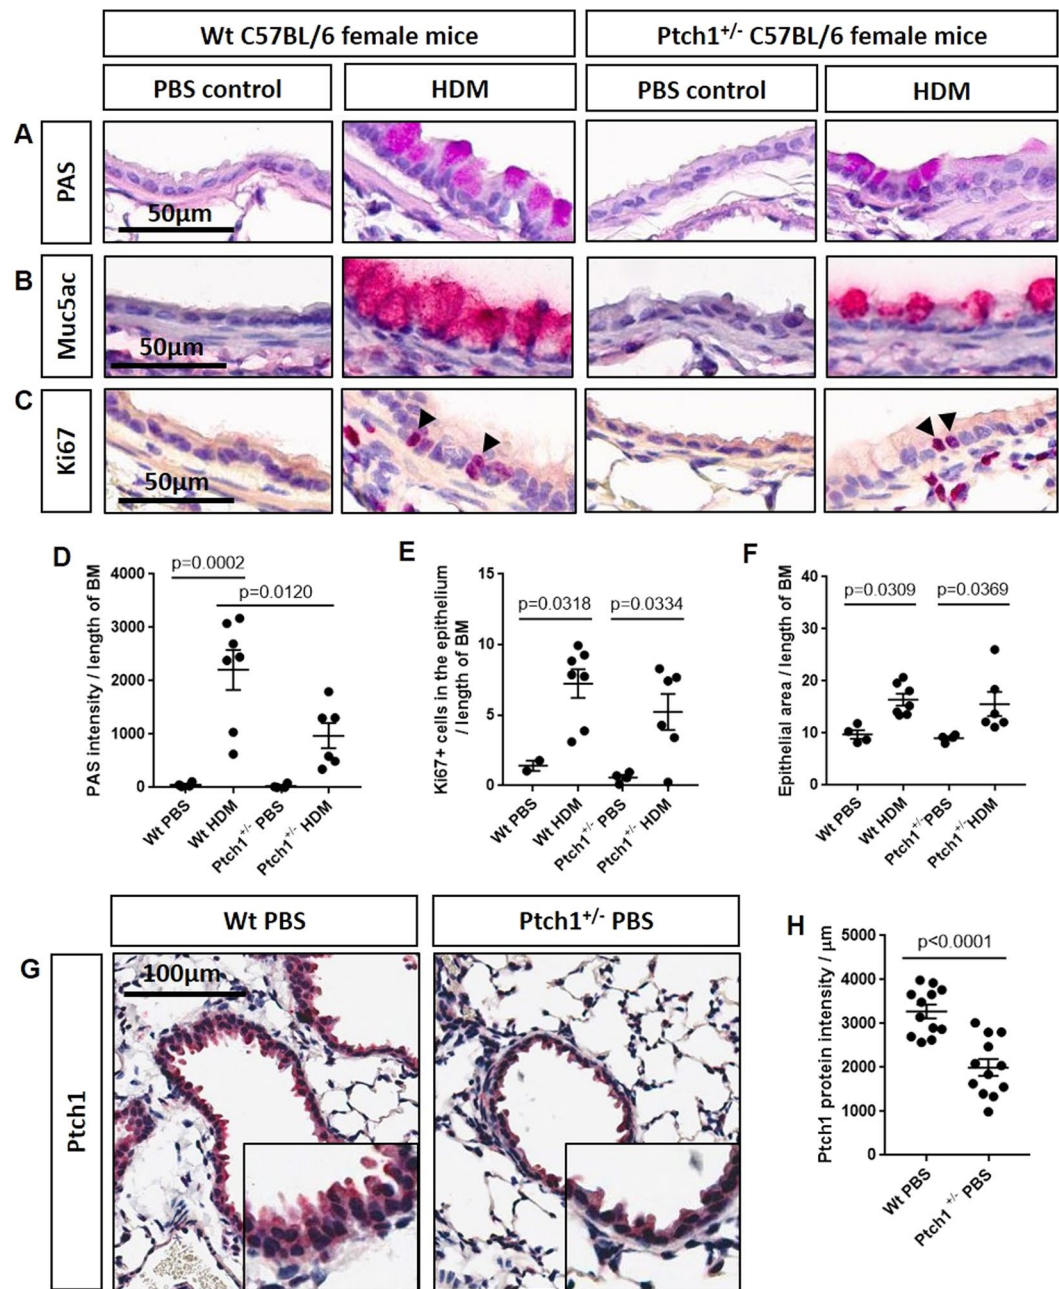 Wt C57BL/6 female mice
Ptch1+/- C57BL/6 female mice
PBS control
HDM
PBS control
HDM
A
PAS
50µm
B
Muc5ac
50µm
C
Ki67
50µm
D
PAS intensity / length of BM
4000
3000
2000
1000
0
p=0.0002
p=0.0120
Wt PBS
Wt HDM
Ptch1+/- PBS
Ptch1+/- HDM
E
Ki67+ cells in the epithelium
/ length of BM
15
10
5
0
p=0.0318
p=0.0334
Wt PBS
Wt HDM
Ptch1+/- PBS
Ptch1+/- HDM
F
Epithelial area / length of BM
40
30
20
10
0
p=0.0309
p=0.0369
Wt PBS
Wt HDM
Ptch1+/- PBS
Ptch1+/- HDM
Wt PBS
Ptch1+/- PBS
G
Ptch1
100µm
H
Ptch1 protein intensity / µm
5000
4000
3000
2000
1000
0
p<0.0001
Wt PBS
Ptch1+/- PBS